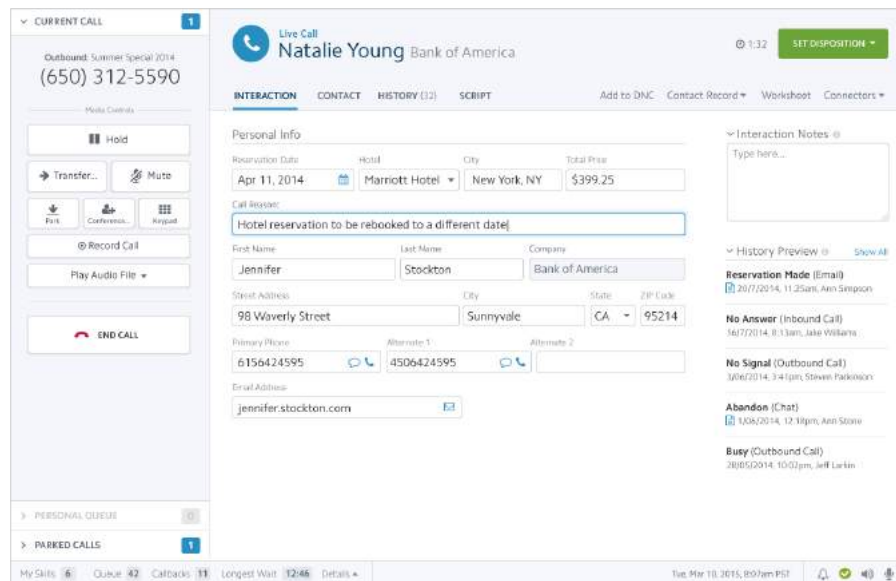 CURRENT CALL 1
Outbound: Summer Special 2014
(650) 312-5590
Media Controls
Hold
Transfer... Mute
Park Conference... Keypad
Record Call
Play Audio File
END CALL
PERSONAL QUEUE 0
PARKED CALLS 1
Live Call
Natalie Young Bank of America
1:32
SET DISPOSITION
INTERACTION CONTACT HISTORY (32) SCRIPT
Add to DNC Contact Record Worksheet Connectors
Personal Info
Reservation Date Hotel City Total Price
Apr 11, 2014 Marriott Hotel New York, NY $399.25
Call Reason:
Hotel reservation to be rebooked to a different date
First Name Last Name Company
Jennifer Stockton Bank of America
Street Address City State ZIP Code
98 Waverly Street Sunnyvale CA 95214
Primary Phone Alternate 1 Alternate 2
6156424595 4506424595
Email Address
jennifer.stockton.com
Interaction Notes
Type here...
History Preview Show All
Reservation Made (Email)
20/7/2014, 11:25am, Ann Simpson
No Answer (Inbound Call)
16/7/2014, 8:13am, Jake Williams
No Signal (Outbound Call)
3/06/2014, 3:41pm, Steven Parkinson
Abandon (Chat)
1/06/2014, 12:18pm, Ann Stone
Busy (Outbound Call)
28/05/2014, 10:02pm, Jeff Larkin
My Skills 6 Queue 42 Callbacks 11 Longest Wait 12:46 Details
Tue, Mar 10, 2015, 8:07am PST